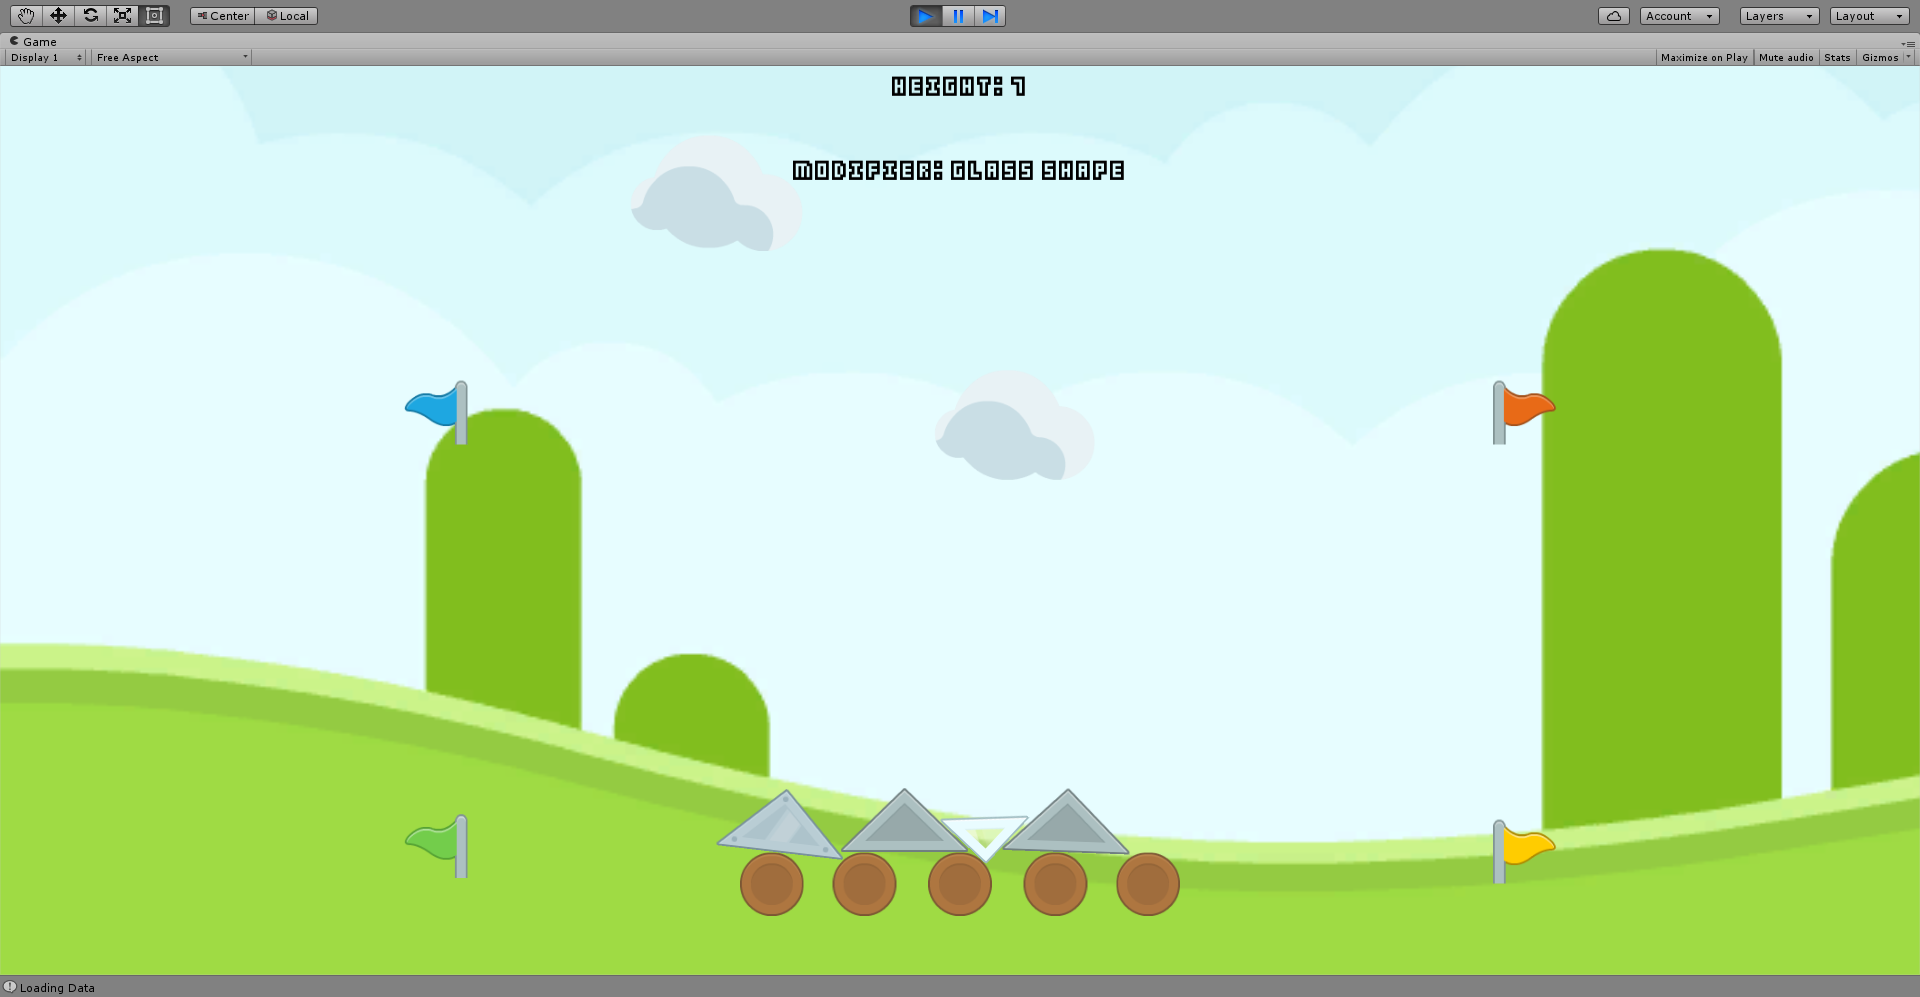 Center Local Account Layers Layout
Game
Display 1 Free Aspect Maximize on Play Mute audio Stats Gizmos
HEIGHT: 1
MODIFIER: GLASS SHAPE
Loading Data